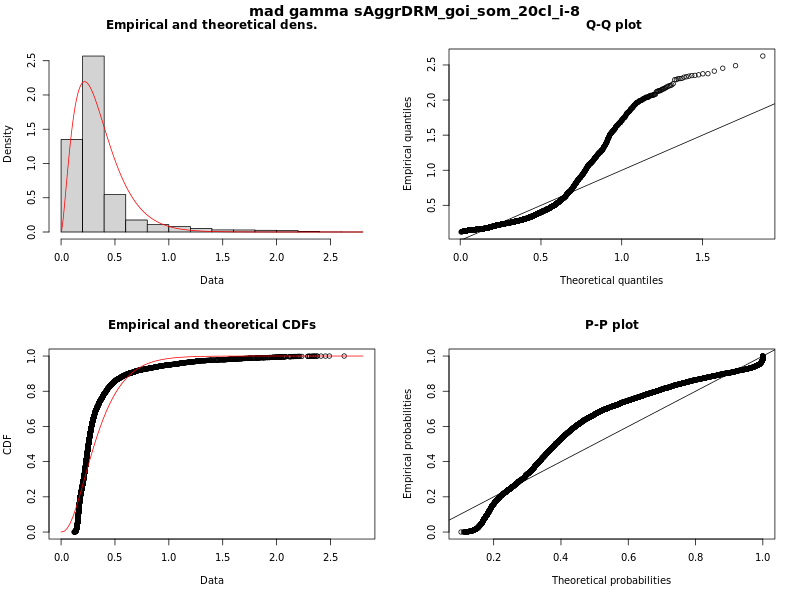 mad gamma sAggrDRM_goi_som_20cl_i-8
Empirical and theoretical dens.
Density
0.0 0.5 1.0 1.5 2.0 2.5
0.0 0.5 1.0 1.5 2.0 2.5
Data
Q-Q plot
Empirical quantiles
0.5 1.0 1.5 2.0 2.5
0.0 0.5 1.0 1.5
Theoretical quantiles
Empirical and theoretical CDFs
CDF
0.0 0.2 0.4 0.6 0.8 1.0
0.0 0.5 1.0 1.5 2.0 2.5
Data
P-P plot
Empirical probabilities
0.0 0.2 0.4 0.6 0.8 1.0
0.2 0.4 0.6 0.8 1.0
Theoretical probabilities